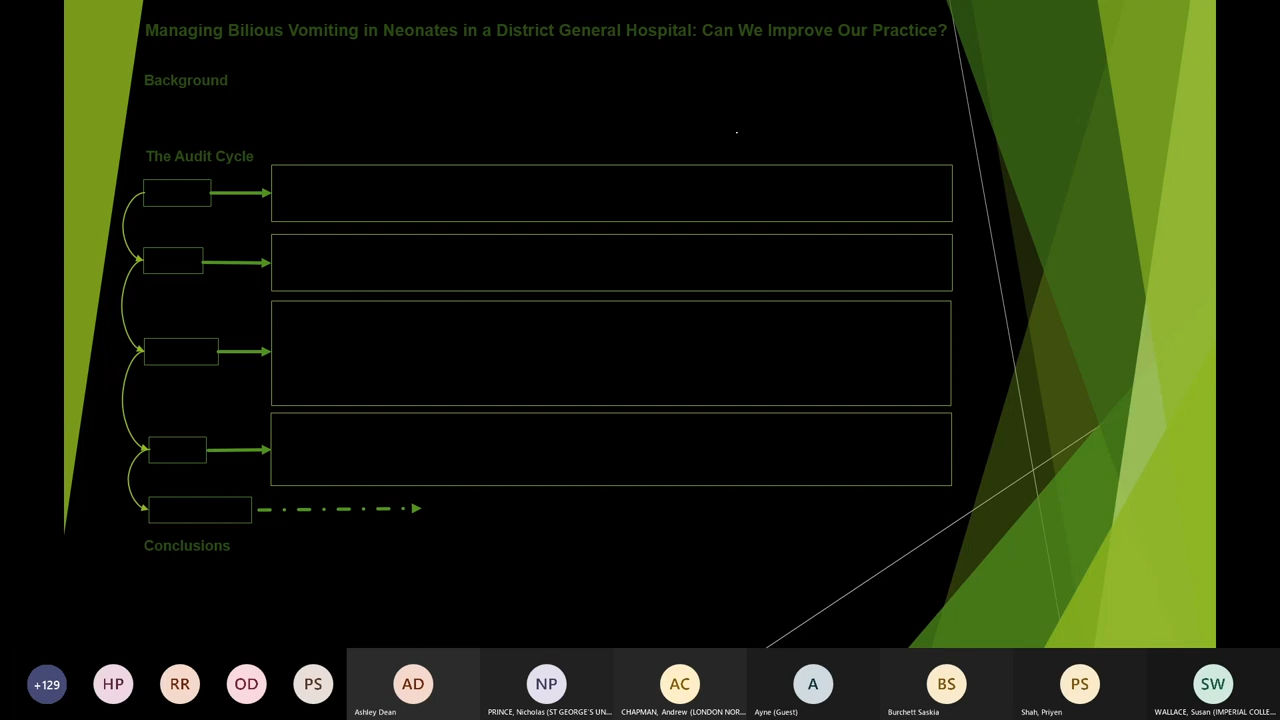 Managing Bilious Vomiting in Neonates in a District General Hospital: Can We Improve Our Practice?
Background
The Audit Cycle
Conclusions
+129
HP
RR
OD
PS
AD
NP
AC
A
BS
PS
SW
Ashley Dean
PRINCE, Nicholas (ST GEORGE'S UN...
CHAPMAN, Andrew (LONDON NOR...
Ayne (Guest)
Burchett Saskia
Shah, Priyen
WALLACE, Susan (IMPERIAL COLLE...